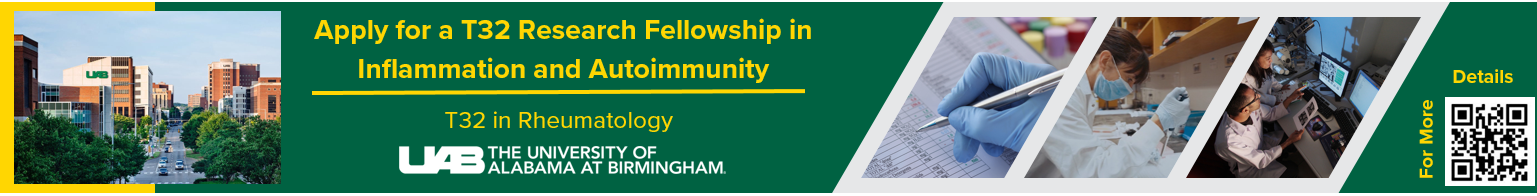 UAB
Apply for a T32 Research Fellowship in
Inflammation and Autoimmunity
T32 in Rheumatology
UAB THE UNIVERSITY OF
ALABAMA AT BIRMINGHAM.
For More
Details